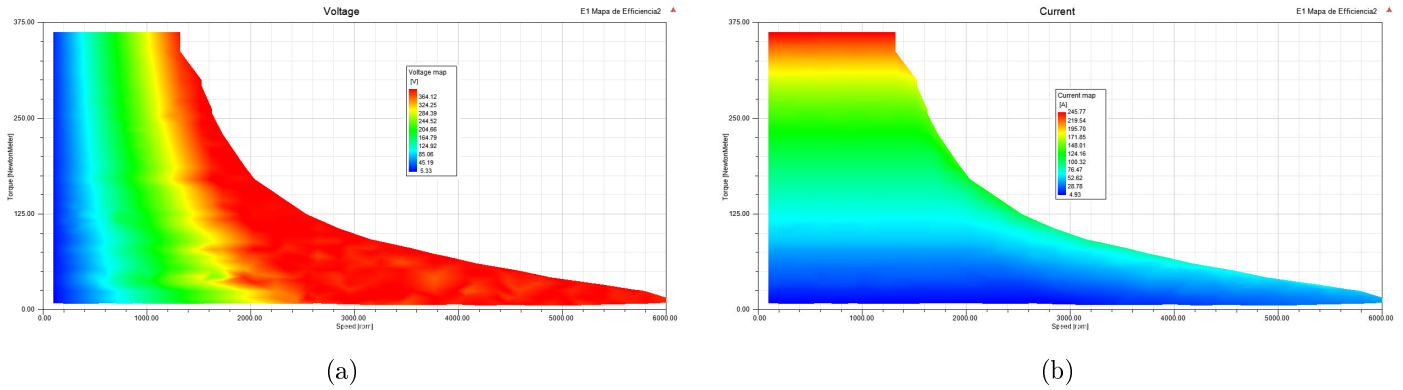 Voltage
E1 Mapa de Efficiencia2
375.00
250.00
125.00
0.00
Torque [NewtonMeter]
Voltage map
[V]
364.12
324.25
284.39
244.52
204.66
164.79
124.92
85.06
45.19
5.33
0.00 1000.00 2000.00 3000.00 4000.00 5000.00 6000.00
Speed [rpm]
(a)
Current
E1 Mapa de Efficiencia2
375.00
250.00
125.00
0.00
Torque [NewtonMeter]
Current map
[A]
245.77
219.54
195.70
171.85
148.01
124.16
100.32
76.47
52.62
28.78
4.93
0.00 1000.00 2000.00 3000.00 4000.00 5000.00 6000.00
Speed [rpm]
(b)